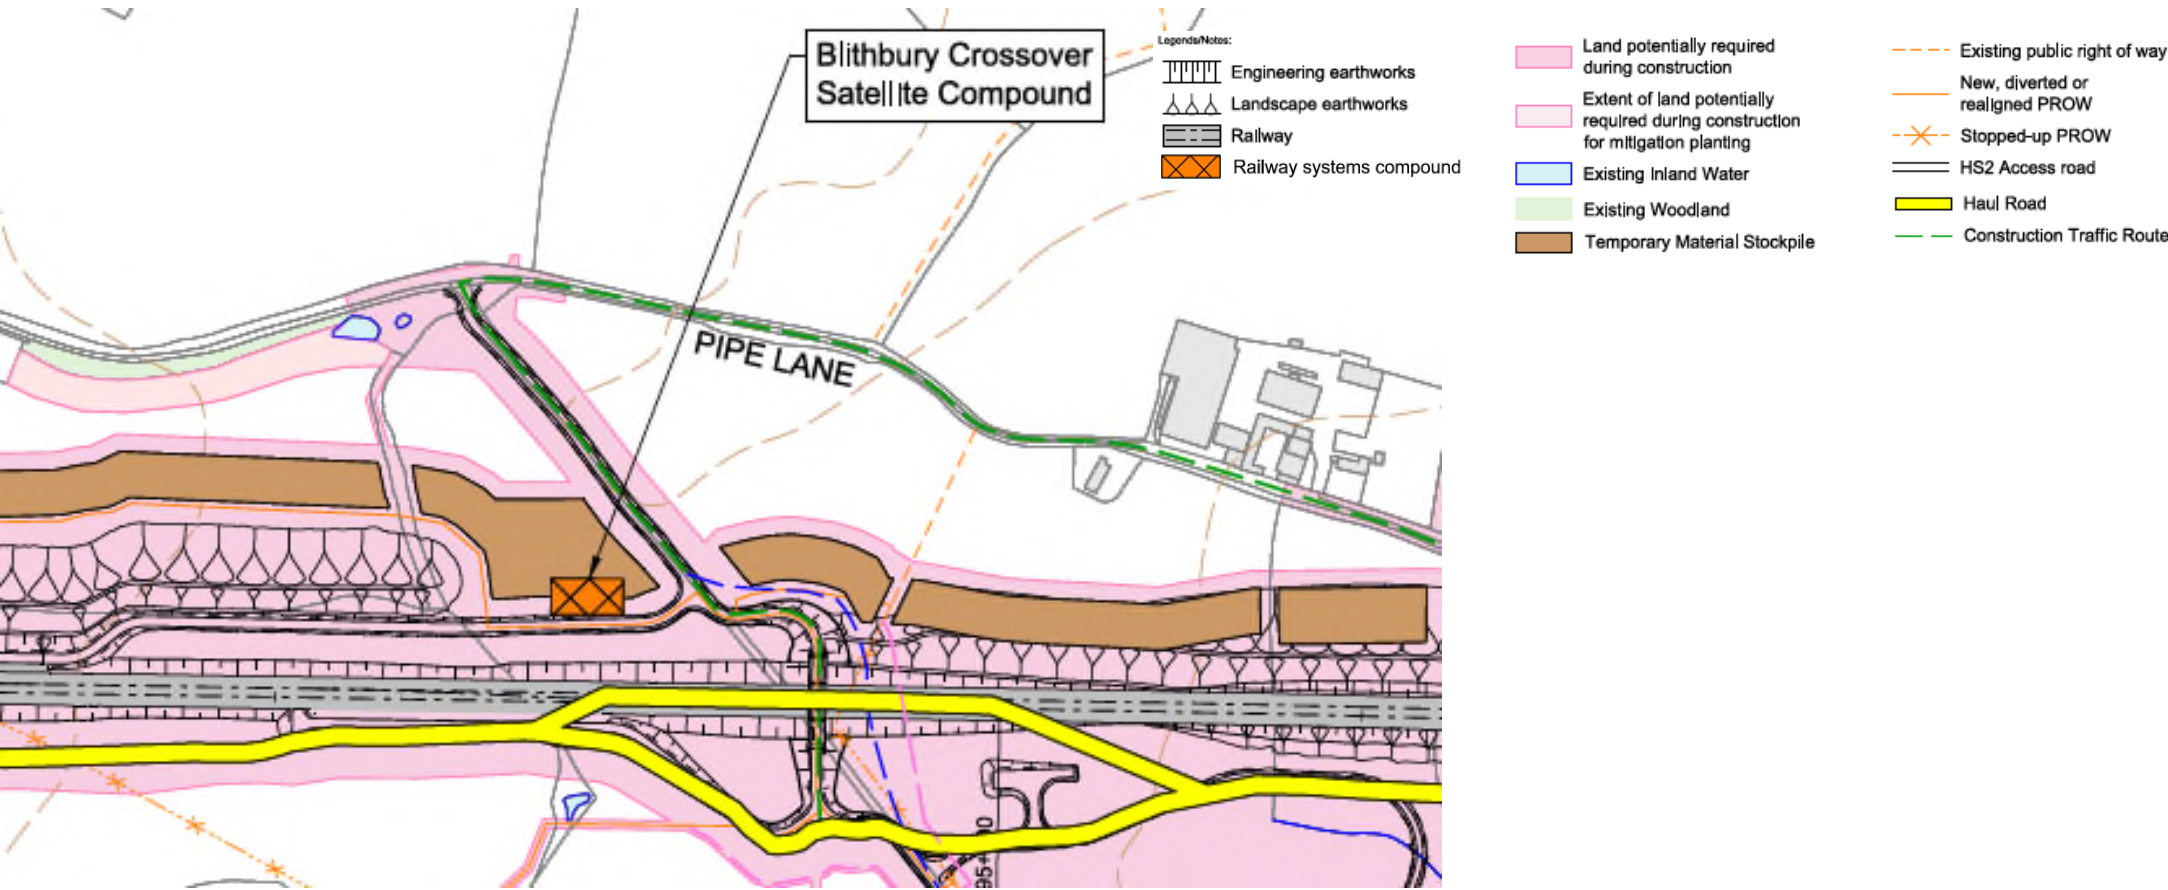 Blithbury Crossover
Satellite Compound
PIPE LANE
Legends/Notes:
Engineering earthworks
Landscape earthworks
Railway
Railway systems compound
Land potentially required
during construction
Extent of land potentially
required during construction
for mitigation planting
Existing Inland Water
Existing Woodland
Temporary Material Stockpile
Existing public right of way
New, diverted or
realigned PROW
Stopped-up PROW
HS2 Access road
Haul Road
Construction Traffic Route